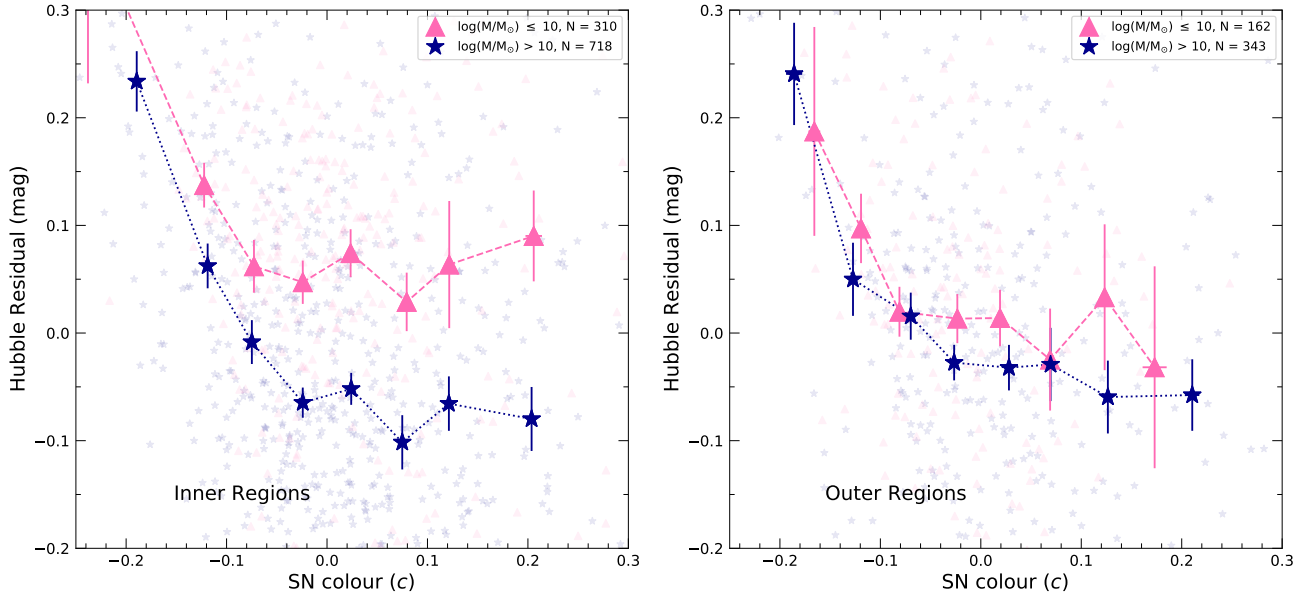 log(M/M⊙) ≤ 10, N = 310
log(M/M⊙) > 10, N = 718
0.3
0.2
0.1
0.0
−0.1
−0.2
Hubble Residual (mag)
Inner Regions
−0.2 −0.1 0.0 0.1 0.2 0.3
SN colour (c)
log(M/M⊙) ≤ 10, N = 162
log(M/M⊙) > 10, N = 343
0.3
0.2
0.1
0.0
−0.1
−0.2
Hubble Residual (mag)
Outer Regions
−0.2 −0.1 0.0 0.1 0.2 0.3
SN colour (c)